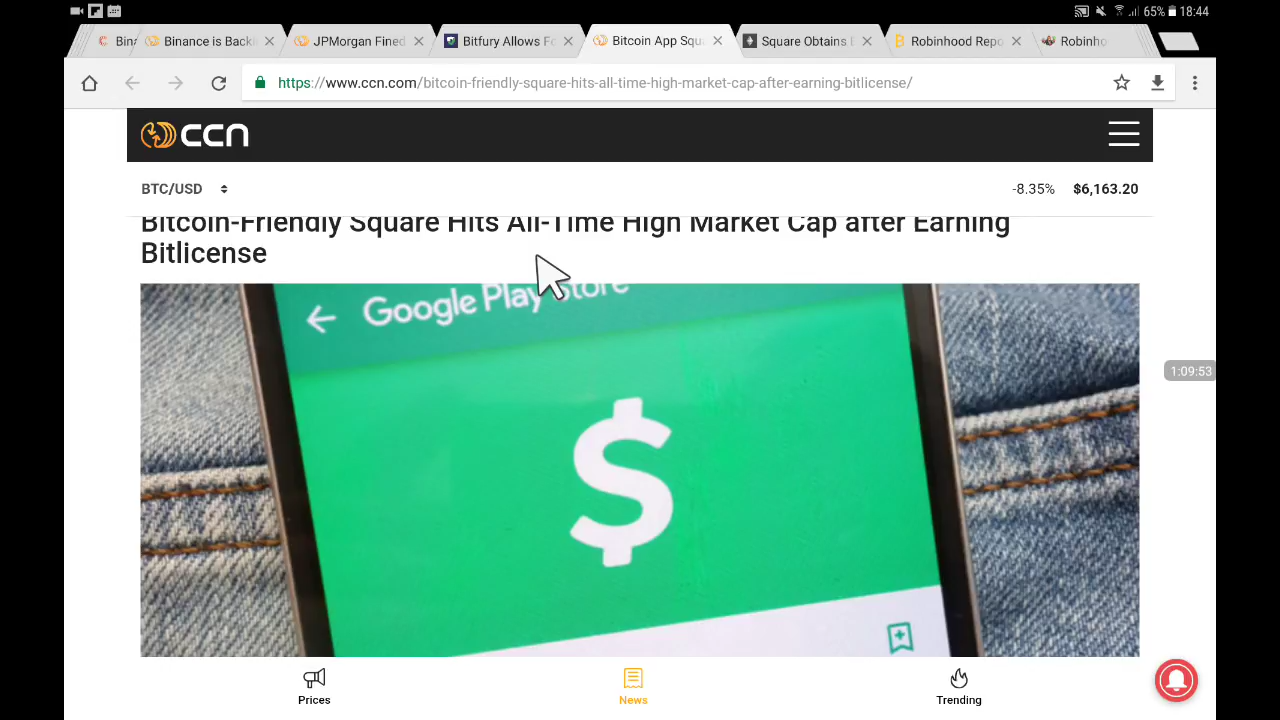 65% 18:44
Bina
Binance is Backi
JPMorgan Fined
Bitfury Allows Fo
Bitcoin App Squa
Square Obtains B
Robinhood Repo
Robinho
https://www.ccn.com/bitcoin-friendly-square-hits-all-time-high-market-cap-after-earning-bitlicense/
ccn
BTC/USD
-8.35% $6,163.20
Bitcoin-Friendly Square Hits All-Time High Market Cap after Earning
Bitlicense
Google Play Store
$
1:09:53
Prices
News
Trending